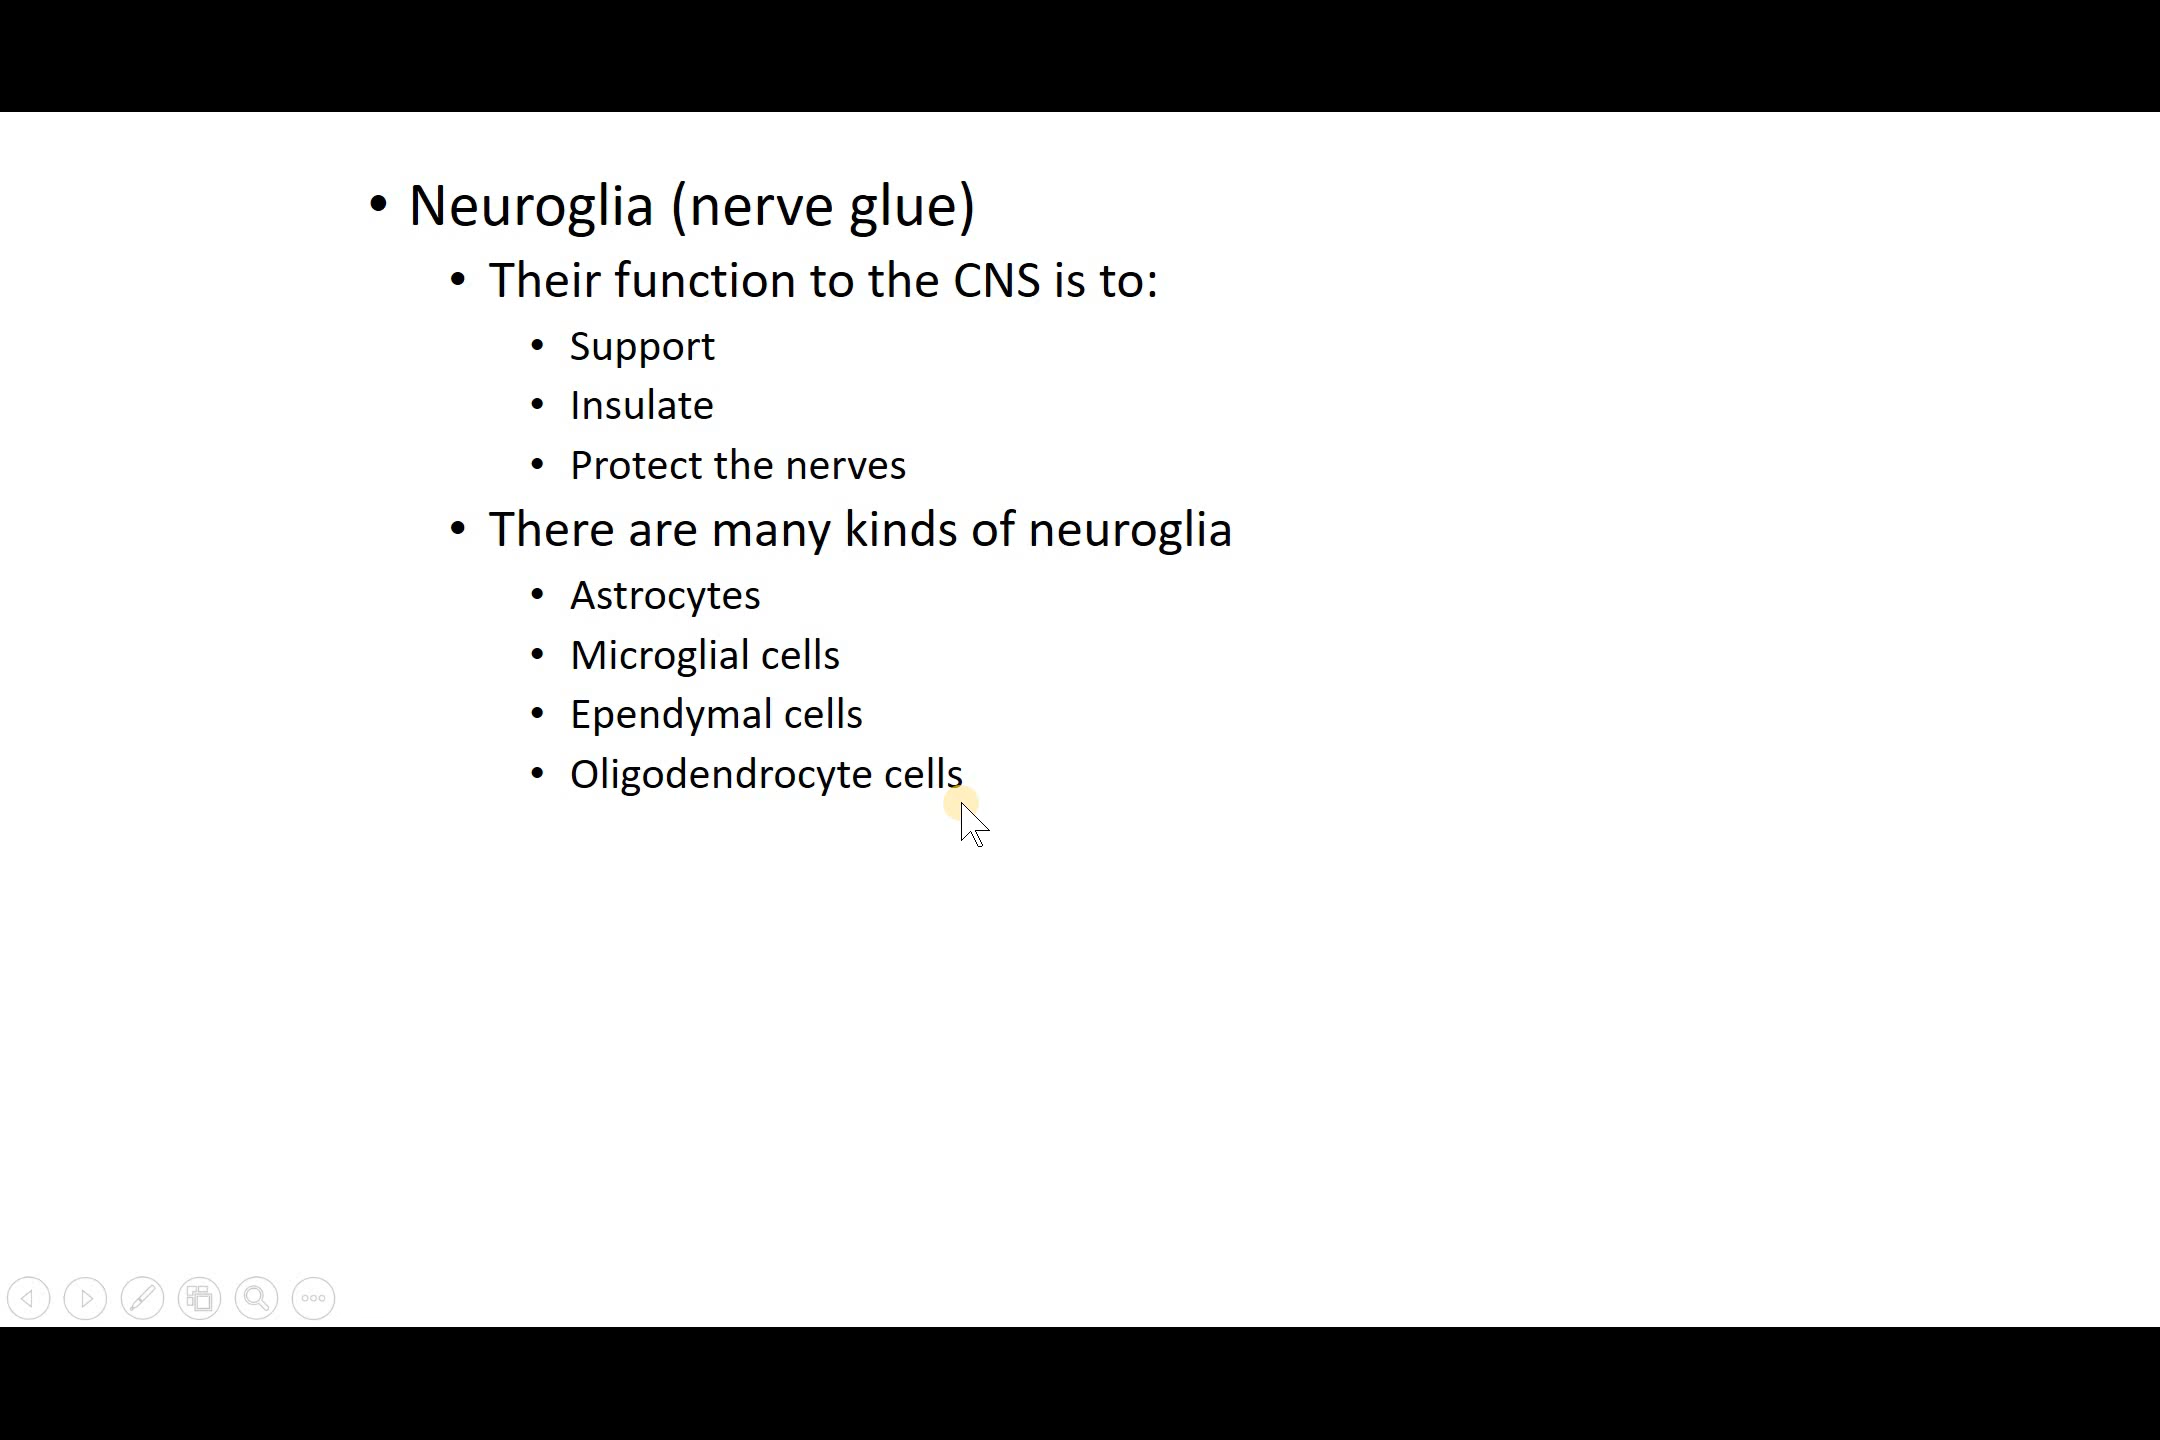 • Neuroglia (nerve glue)
• Their function to the CNS is to:
• Support
• Insulate
• Protect the nerves
• There are many kinds of neuroglia
• Astrocytes
• Microglial cells
• Ependymal cells
• Oligodendrocyte cells